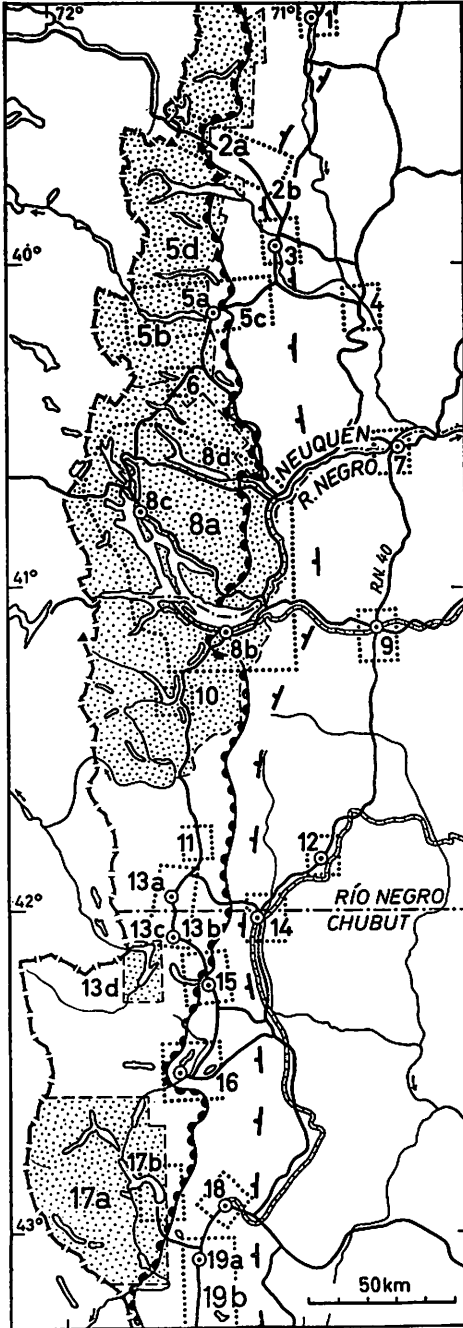 72° 71° 1
2a
2b
3
40°
5d
5a
5b
5c
4
6
NEUQUÉN
R. NEGRO
7
8d
8c
8a
41°
R.N. 40
8b
9
10
11
12
13a
RÍO NEGRO
42°
CHUBUT
13c 13b
14
13d
15
16
17b
17a
18
43°
19a
50km
19b